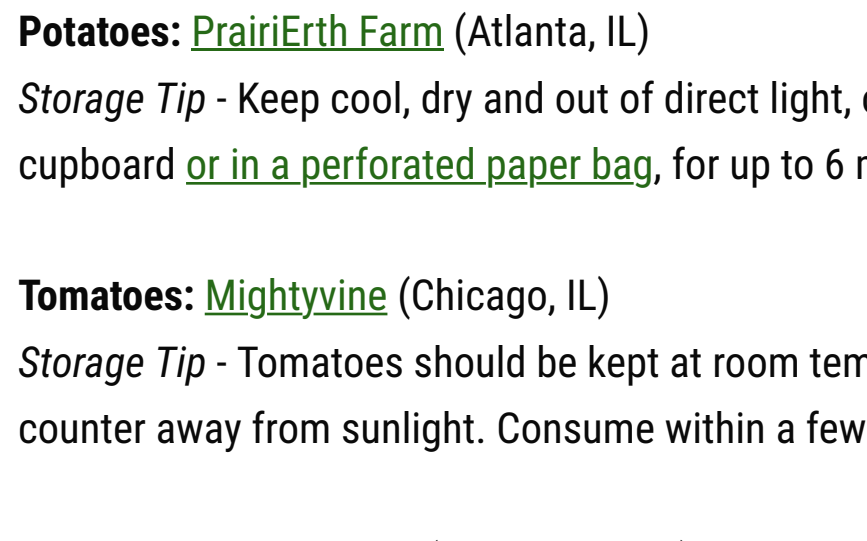 Potatoes: PrairiErth Farm (Atlanta, IL)
Storage Tip - Keep cool, dry and out of direct light,
cupboard or in a perforated paper bag, for up to 6
Tomatoes: Mightyvine (Chicago, IL)
Storage Tip - Tomatoes should be kept at room tem
counter away from sunlight. Consume within a few